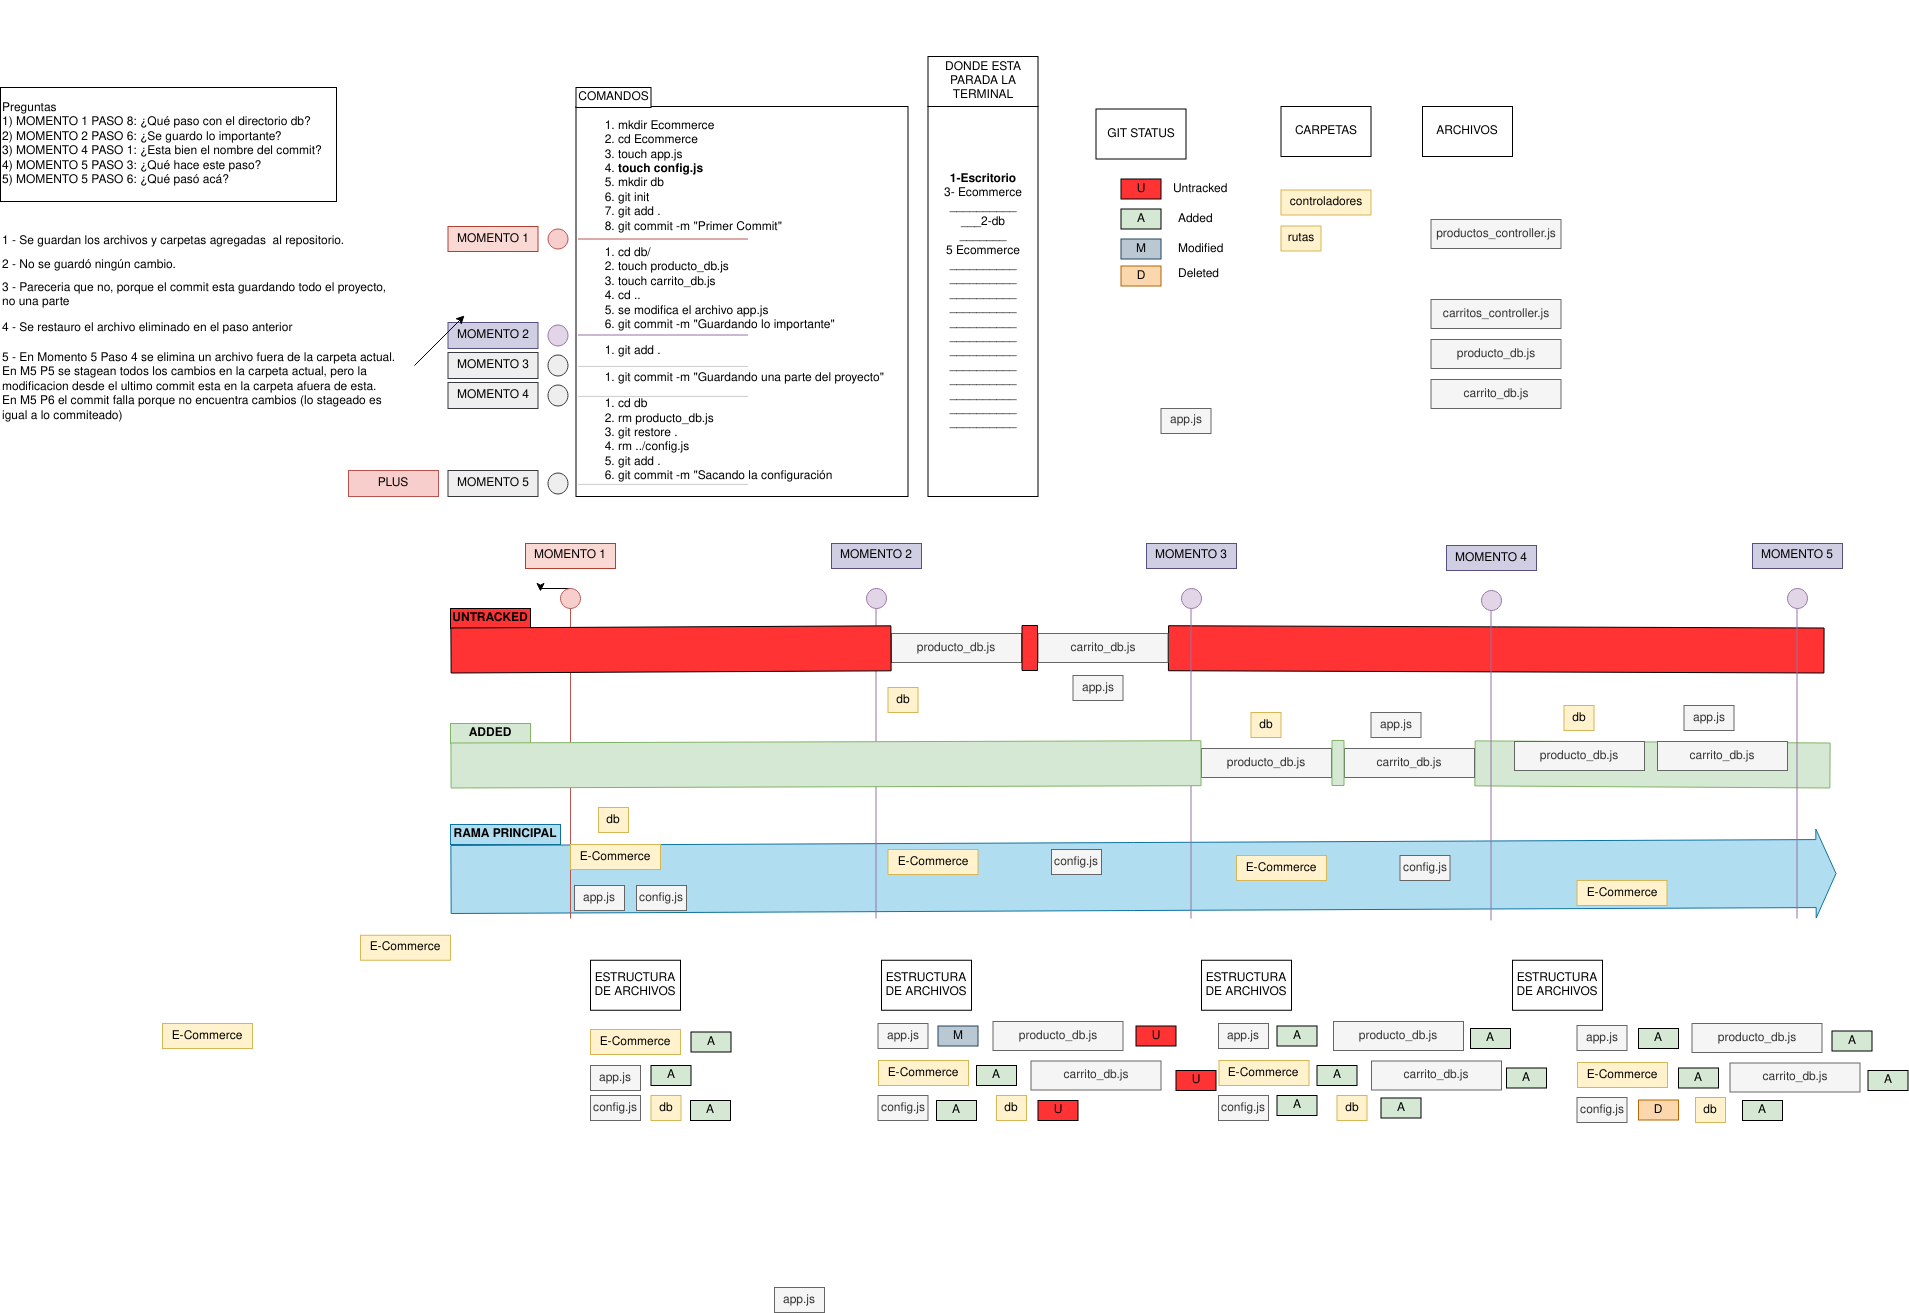 Preguntas
1) MOMENTO 1 PASO 8: ¿Qué paso con el directorio db?
2) MOMENTO 2 PASO 6: ¿Se guardo lo importante?
3) MOMENTO 4 PASO 1: ¿Esta bien el nombre del commit?
4) MOMENTO 5 PASO 3: ¿Qué hace este paso?
5) MOMENTO 5 PASO 6: ¿Qué pasó acá?
1 - Se guardan los archivos y carpetas agregadas  al repositorio.
2 - No se guardó ningún cambio.
3 - Pareceria que no, porque el commit esta guardando todo el proyecto,
no una parte
4 - Se restauro el archivo eliminado en el paso anterior
5 - En Momento 5 Paso 4 se elimina un archivo fuera de la carpeta actual.
En M5 P5 se stagean todos los cambios en la carpeta actual, pero la
modificacion desde el ultimo commit esta en la carpeta afuera de esta.
En M5 P6 el commit falla porque no encuentra cambios (lo stageado es
igual a lo commiteado)
MOMENTO 1
MOMENTO 2
MOMENTO 3
MOMENTO 4
PLUS
MOMENTO 5
COMANDOS
1. mkdir Ecommerce
2. cd Ecommerce
3. touch app.js
4. touch config.js
5. mkdir db
6. git init
7. git add .
8. git commit -m "Primer Commit"
1. cd db/
2. touch producto_db.js
3. touch carrito_db.js
4. cd ..
5. se modifica el archivo app.js
6. git commit -m "Guardando lo importante"
1. git add .
1. git commit -m "Guardando una parte del proyecto"
1. cd db
2. rm producto_db.js
3. git restore .
4. rm ../config.js
5. git add .
6. git commit -m "Sacando la configuración
DONDE ESTA
PARADA LA
TERMINAL
1-Escritorio
3- Ecommerce
___________
___2-db
________
5 Ecommerce
___________
___________
___________
___________
___________
___________
___________
___________
___________
___________
___________
___________
GIT STATUS
U Untracked
A Added
M Modified
D Deleted
app.js
CARPETAS
controladores
rutas
ARCHIVOS
productos_controller.js
carritos_controller.js
producto_db.js
carrito_db.js
MOMENTO 1
MOMENTO 2
MOMENTO 3
MOMENTO 4
MOMENTO 5
UNTRACKED
producto_db.js
carrito_db.js
db
app.js
ADDED
db
app.js
db
app.js
producto_db.js
carrito_db.js
producto_db.js
carrito_db.js
db
RAMA PRINCIPAL
E-Commerce
app.js
config.js
E-Commerce
config.js
E-Commerce
config.js
E-Commerce
E-Commerce
E-Commerce
ESTRUCTURA
DE ARCHIVOS
E-Commerce A
app.js A
config.js db A
ESTRUCTURA
DE ARCHIVOS
app.js M producto_db.js U
E-Commerce A carrito_db.js U
config.js A db U
ESTRUCTURA
DE ARCHIVOS
app.js A producto_db.js A
E-Commerce A carrito_db.js A
config.js A db A
ESTRUCTURA
DE ARCHIVOS
app.js A producto_db.js A
E-Commerce A carrito_db.js A
config.js D db A
app.js